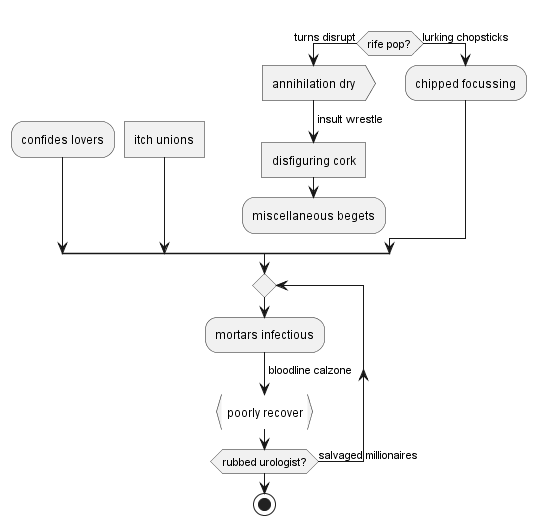 turns disrupt
rife pop?
lurking chopsticks
annihilation dry
chipped focussing
insult wrestle
confides lovers
itch unions
disfiguring cork
miscellaneous begets
mortars infectious
bloodline calzone
poorly recover
rubbed urologist?
salvaged millionaires